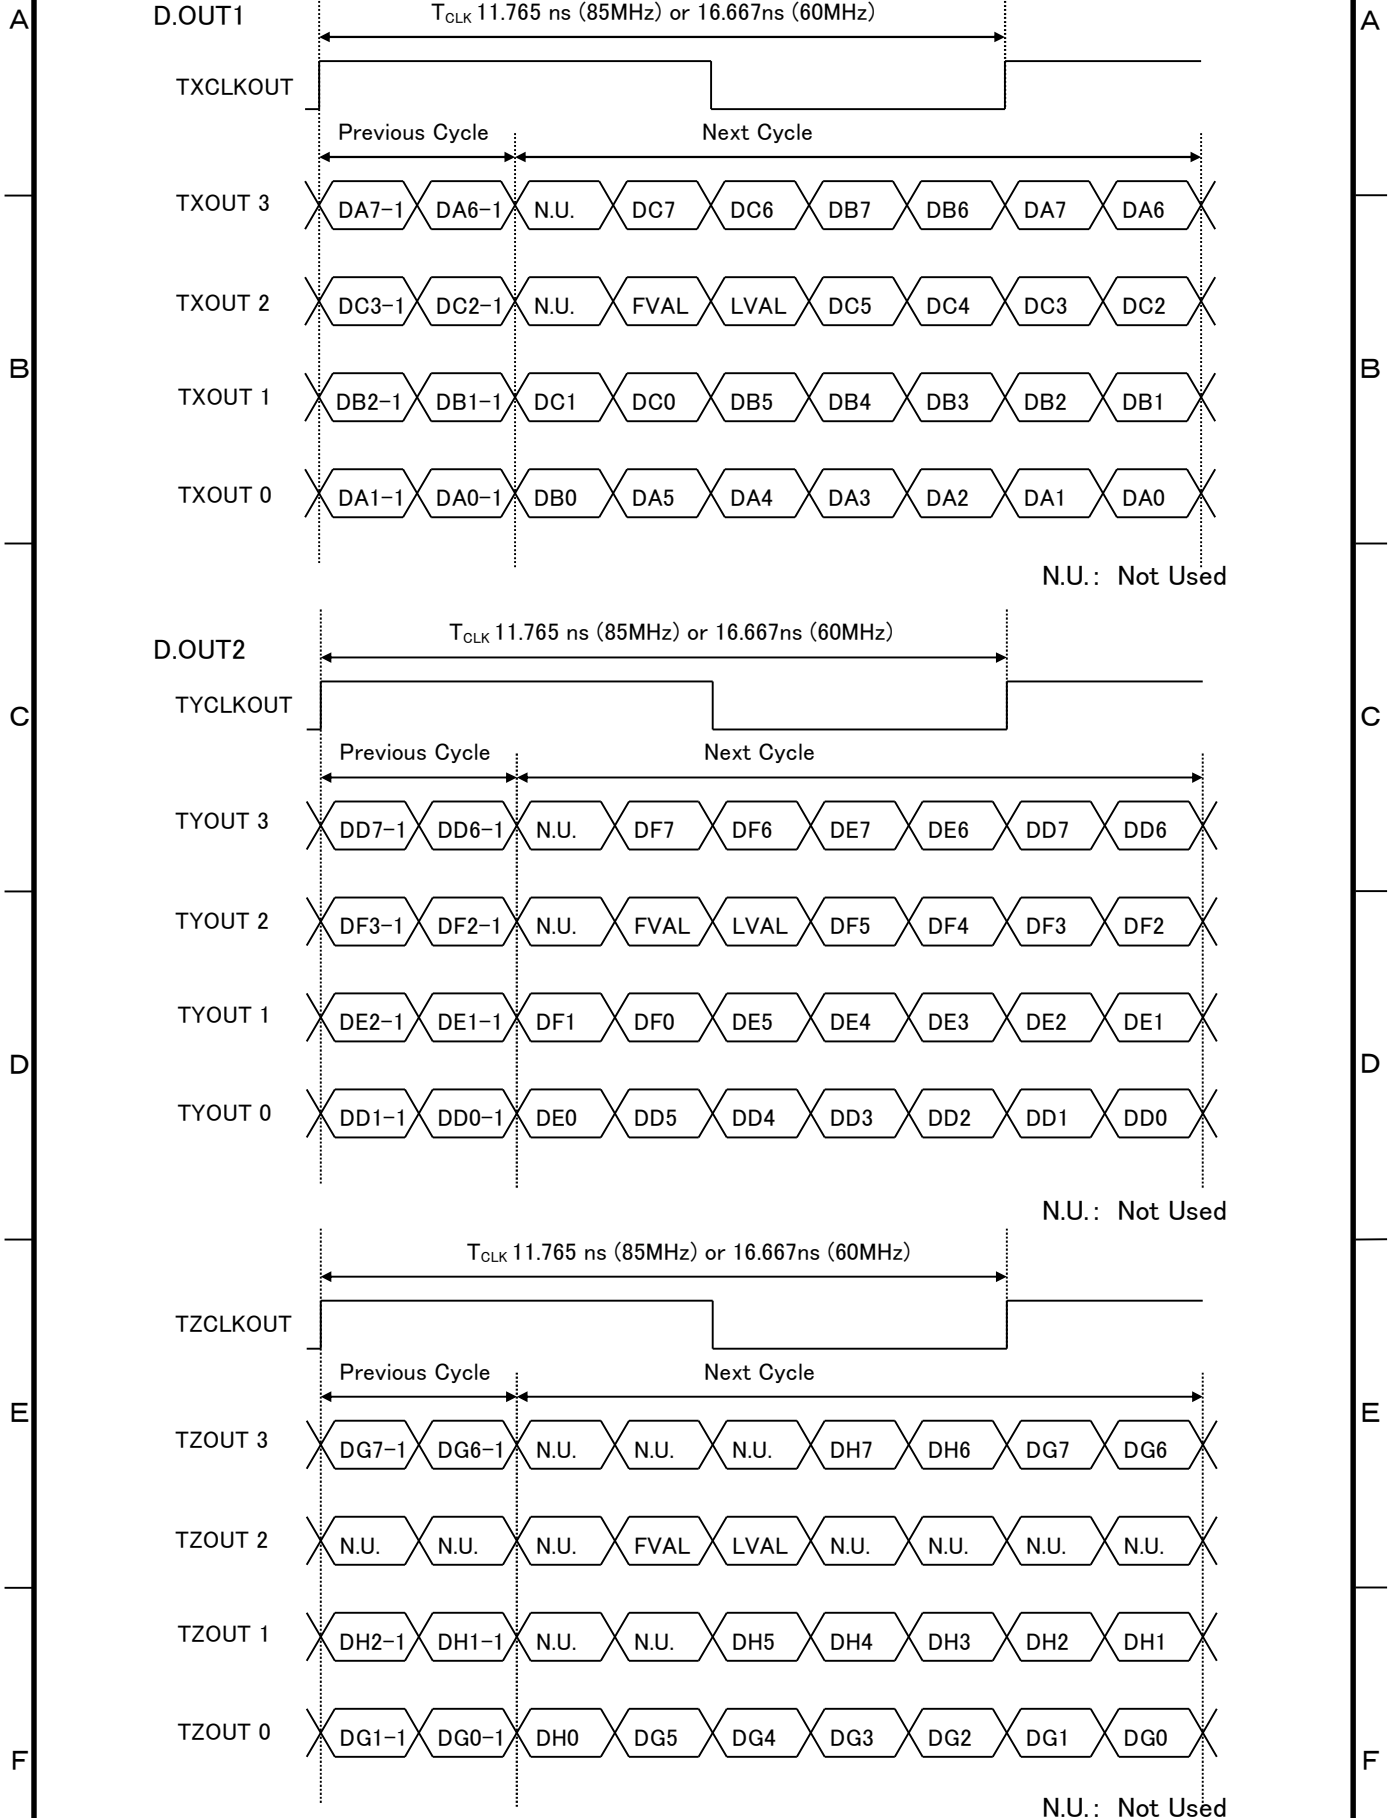 A
A
D.OUT1
TCLK 11.765 ns (85MHz) or 16.667ns (60MHz)
TXCLKOUT
Previous Cycle Next Cycle
TXOUT 3 DA7-1 DA6-1 N.U. DC7 DC6 DB7 DB6 DA7 DA6
TXOUT 2 DC3-1 DC2-1 N.U. FVAL LVAL DC5 DC4 DC3 DC2
B
B
TXOUT 1 DB2-1 DB1-1 DC1 DC0 DB5 DB4 DB3 DB2 DB1
TXOUT 0 DA1-1 DA0-1 DB0 DA5 DA4 DA3 DA2 DA1 DA0
N.U.: Not Used
TCLK 11.765 ns (85MHz) or 16.667ns (60MHz)
D.OUT2
TYCLKOUT
C
C
Previous Cycle Next Cycle
TYOUT 3 DD7-1 DD6-1 N.U. DF7 DF6 DE7 DE6 DD7 DD6
TYOUT 2 DF3-1 DF2-1 N.U. FVAL LVAL DF5 DF4 DF3 DF2
TYOUT 1 DE2-1 DE1-1 DF1 DF0 DE5 DE4 DE3 DE2 DE1
D
D
TYOUT 0 DD1-1 DD0-1 DE0 DD5 DD4 DD3 DD2 DD1 DD0
N.U.: Not Used
TCLK 11.765 ns (85MHz) or 16.667ns (60MHz)
TZCLKOUT
Previous Cycle Next Cycle
E
E
TZOUT 3 DG7-1 DG6-1 N.U. N.U. N.U. DH7 DH6 DG7 DG6
TZOUT 2 N.U. N.U. N.U. FVAL LVAL N.U. N.U. N.U. N.U.
TZOUT 1 DH2-1 DH1-1 N.U. N.U. DH5 DH4 DH3 DH2 DH1
TZOUT 0 DG1-1 DG0-1 DH0 DG5 DG4 DG3 DG2 DG1 DG0
F
F
N.U.: Not Used